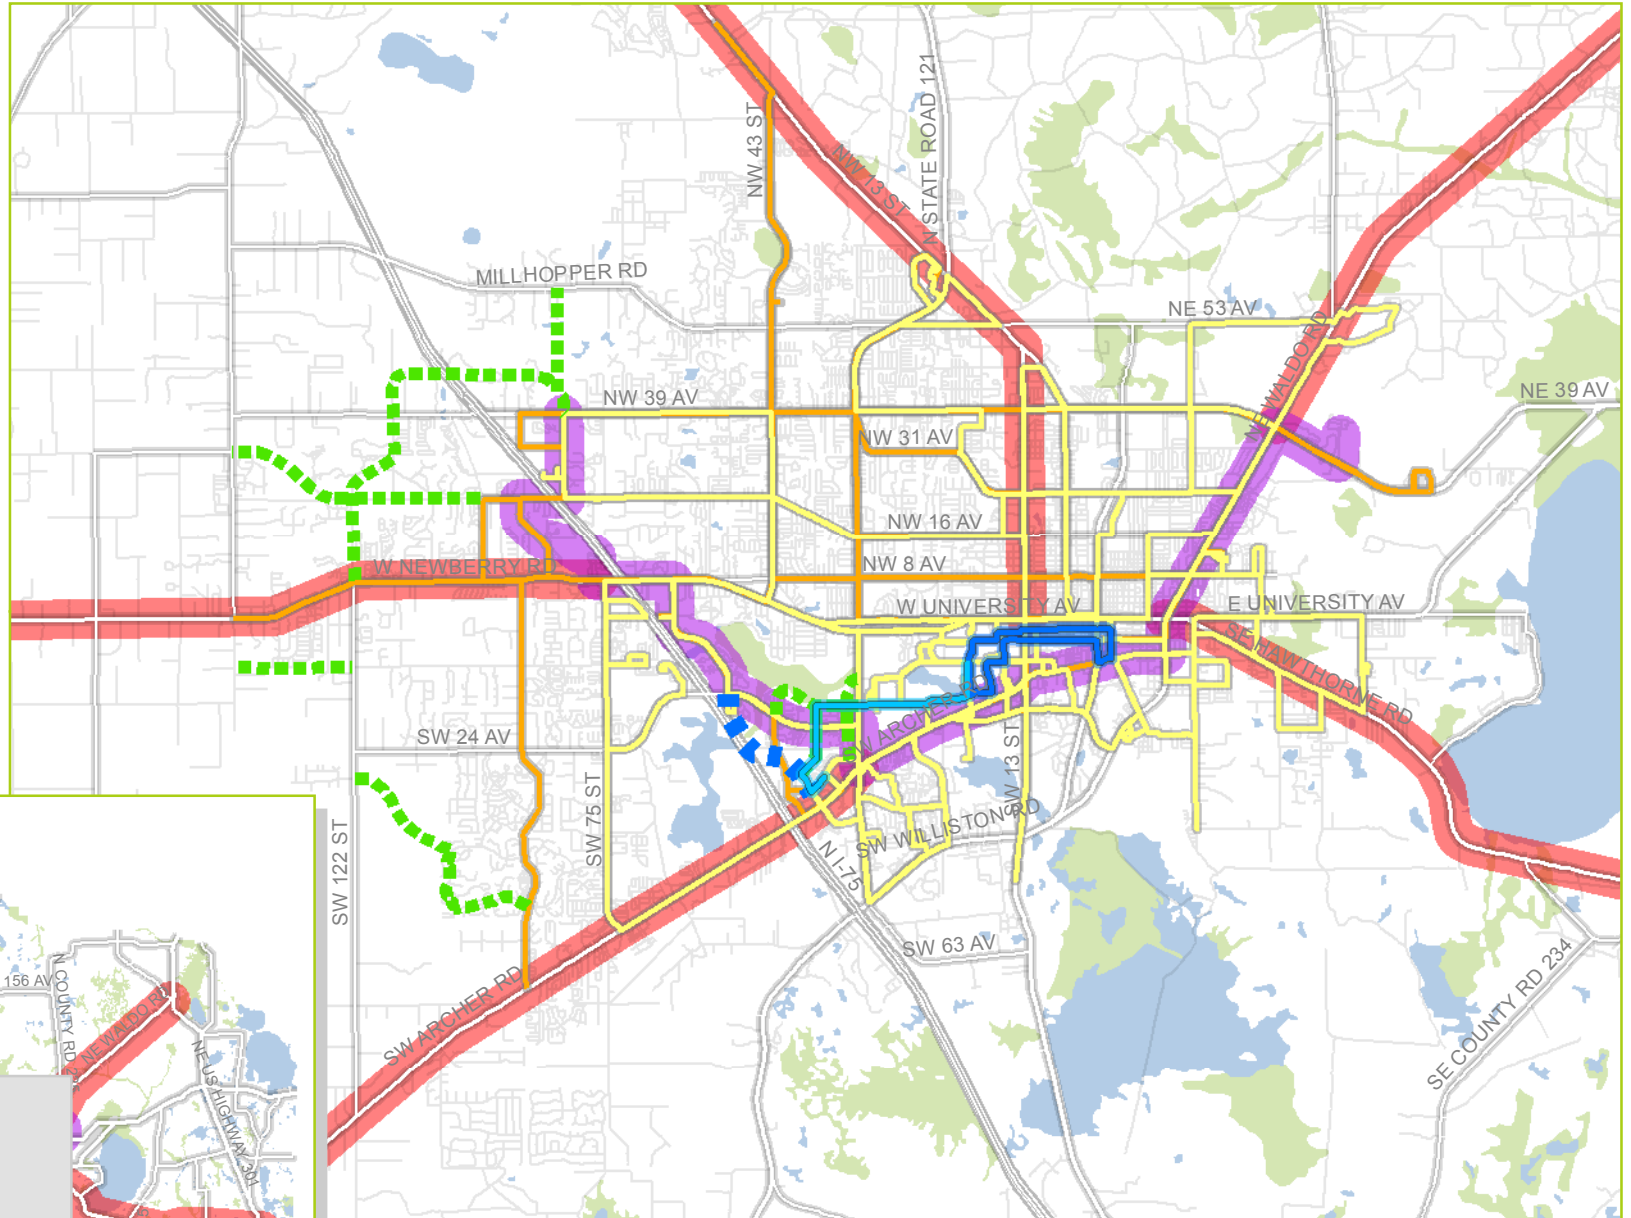 N STATE ROAD 121
NW 43 ST
NW 13 ST
MILLHOPPER RD
NE 53 AV
NE WALDO RD
NE 39 AV
NW 39 AV
NW 31 AV
NW 16 AV
W NEWBERRY RD
NW 8 AV
W UNIVERSITY AV
E UNIVERSITY AV
SE HAWTHORNE RD
SW ARCHER RD
SW 24 AV
SW 13 ST
SW 75 ST
SW WILLISTON RD
SW 122 ST
N I-75
SW 63 AV
SE COUNTY RD 234
SW ARCHER RD
156 AV
N COUNTY RD
NE WALDO RD
NE US HIGHWAY 301